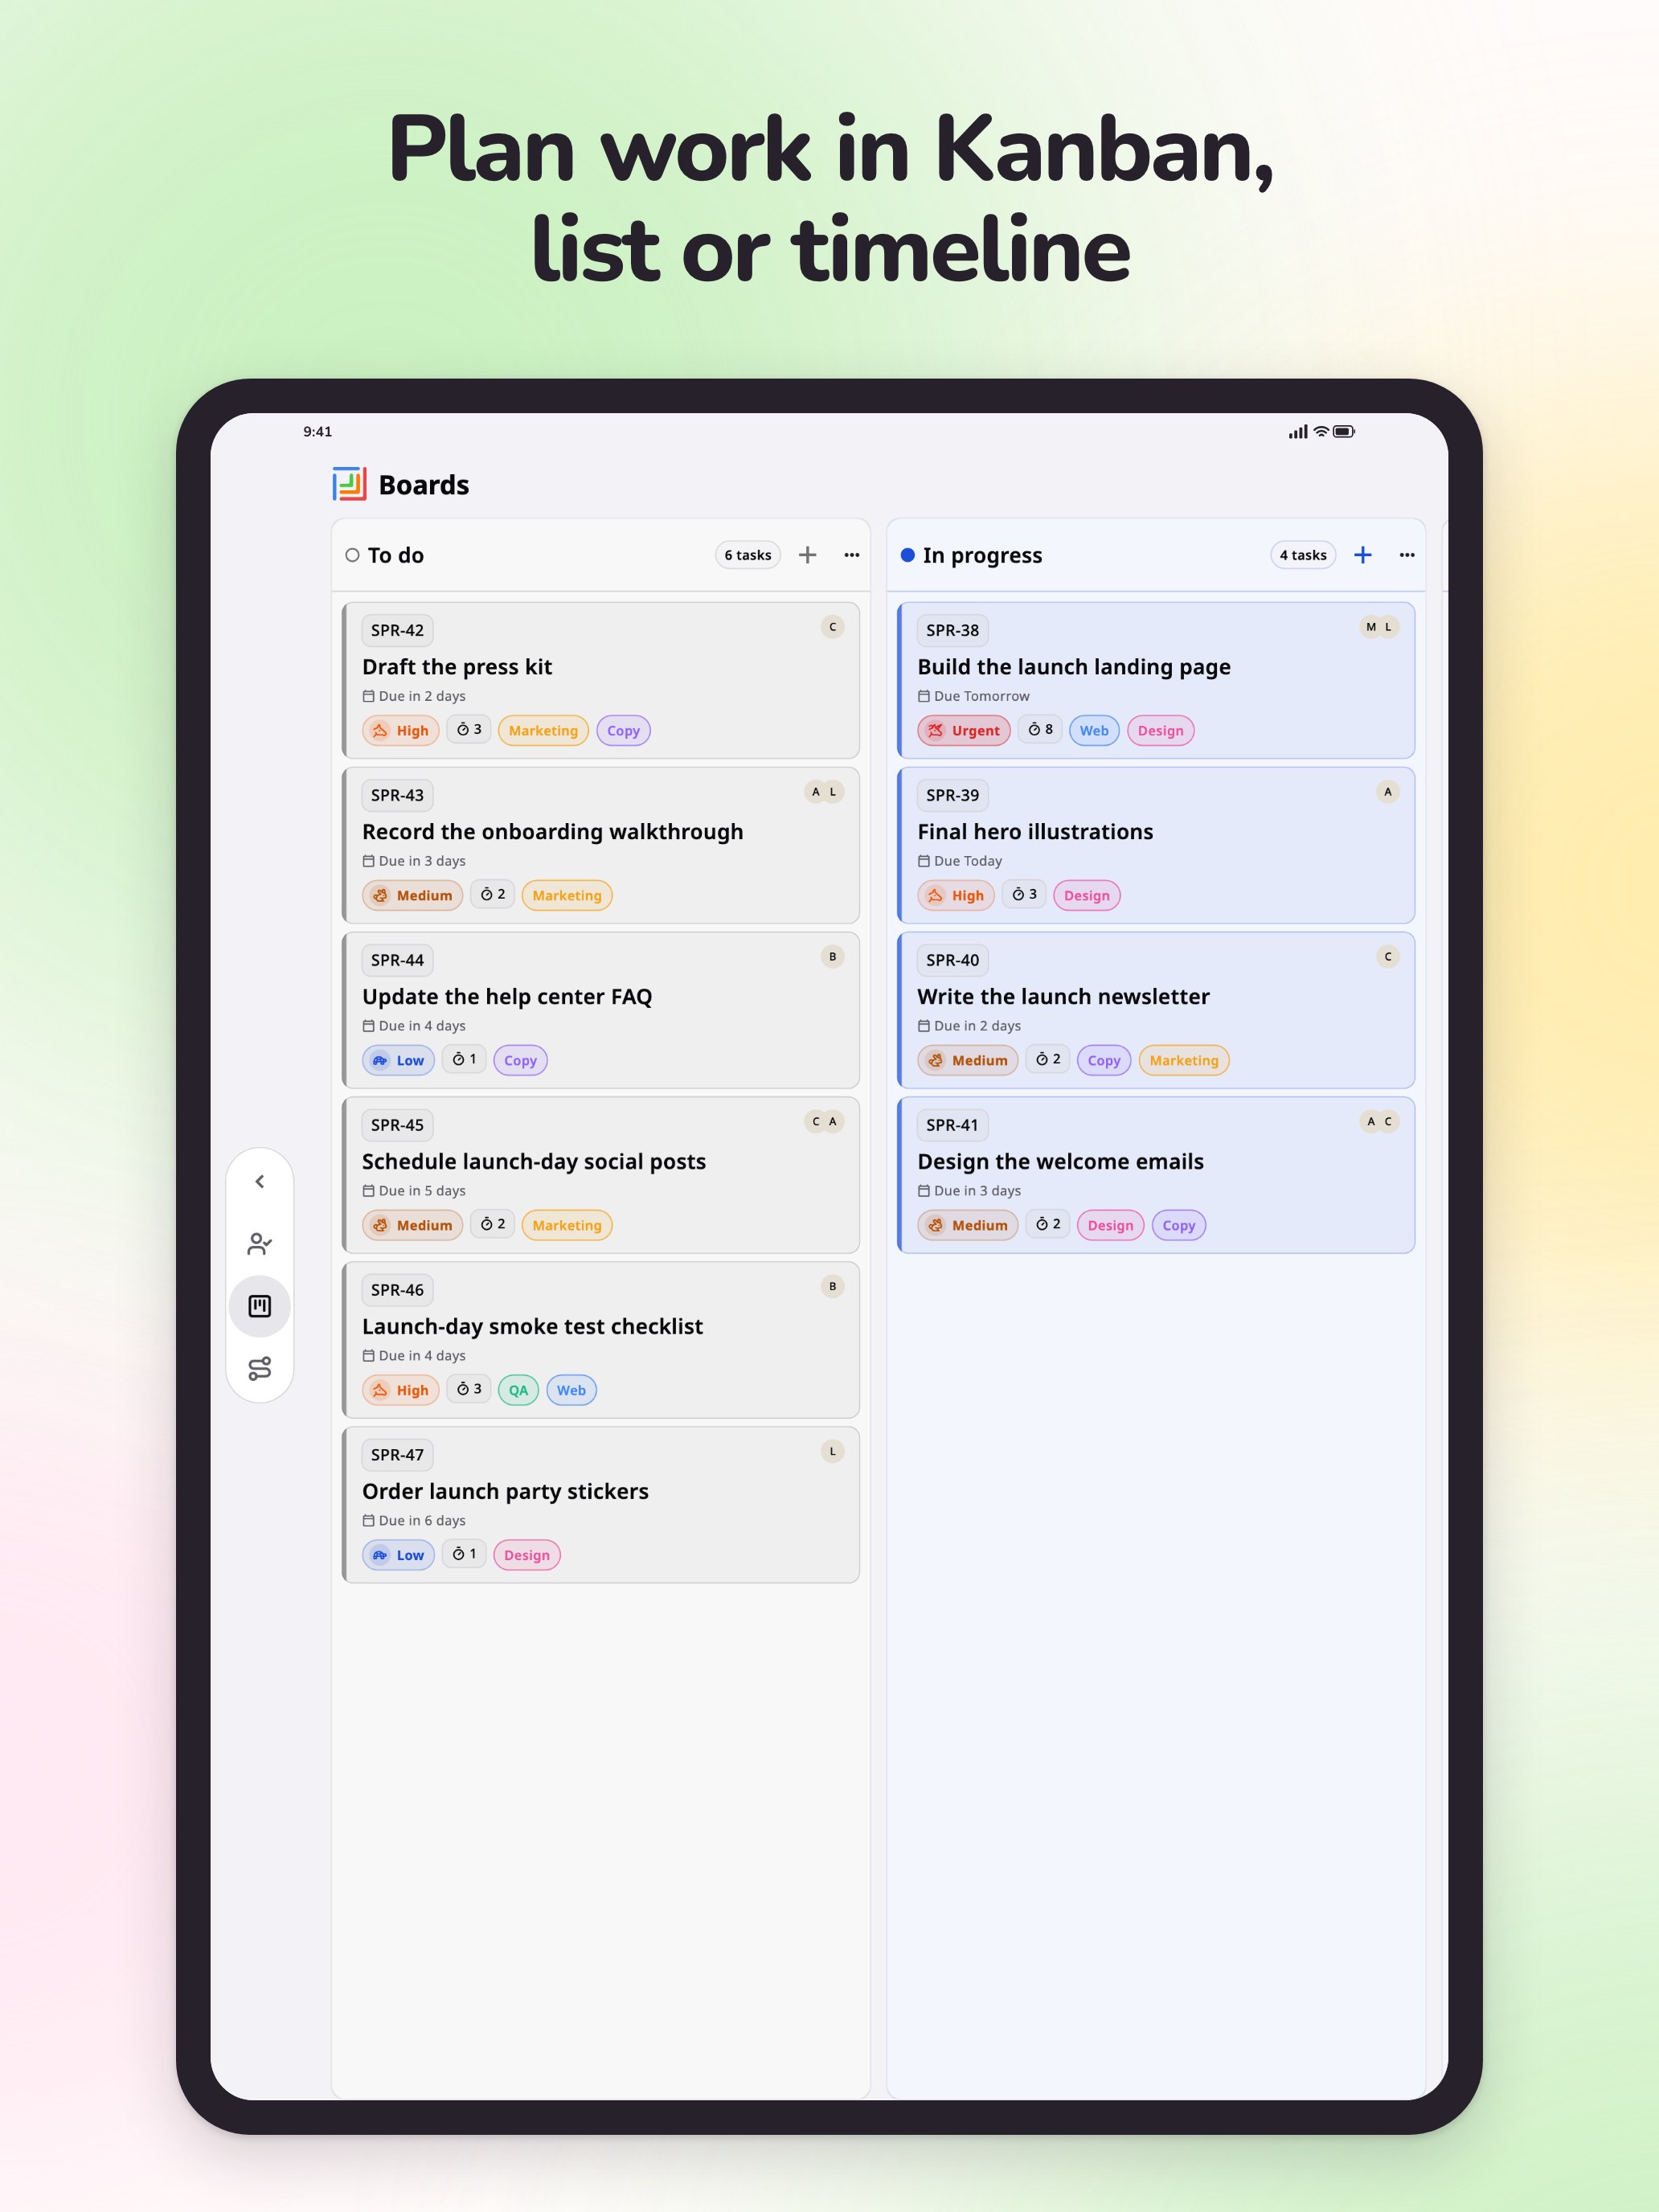 Plan work in Kanban,
list or timeline
9:41
Boards
To do
6 tasks
SPR-42
C
Draft the press kit
Due in 2 days
High
3
Marketing
Copy
SPR-43
A L
Record the onboarding walkthrough
Due in 3 days
Medium
2
Marketing
SPR-44
B
Update the help center FAQ
Due in 4 days
Low
1
Copy
SPR-45
C A
Schedule launch-day social posts
Due in 5 days
Medium
2
Marketing
SPR-46
B
Launch-day smoke test checklist
Due in 4 days
High
3
QA
Web
SPR-47
L
Order launch party stickers
Due in 6 days
Low
1
Design
In progress
4 tasks
SPR-38
M L
Build the launch landing page
Due Tomorrow
Urgent
8
Web
Design
SPR-39
A
Final hero illustrations
Due Today
High
3
Design
SPR-40
C
Write the launch newsletter
Due in 2 days
Medium
2
Copy
Marketing
SPR-41
A C
Design the welcome emails
Due in 3 days
Medium
2
Design
Copy